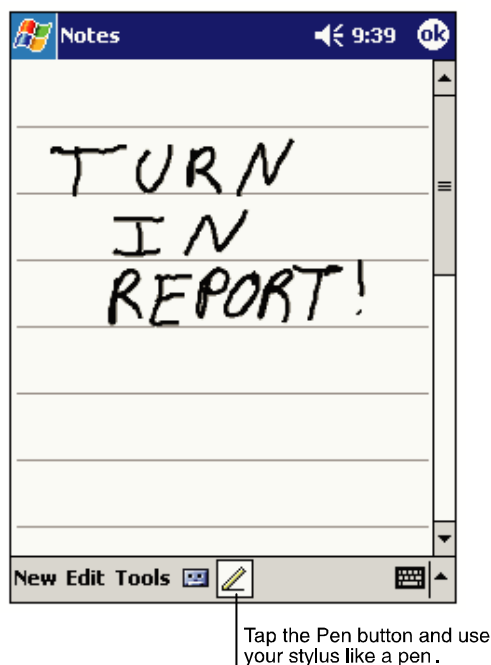 Notes 9:39 ok
TURN
IN
REPORT!
New Edit Tools
Tap the Pen button and use
your stylus like a pen.